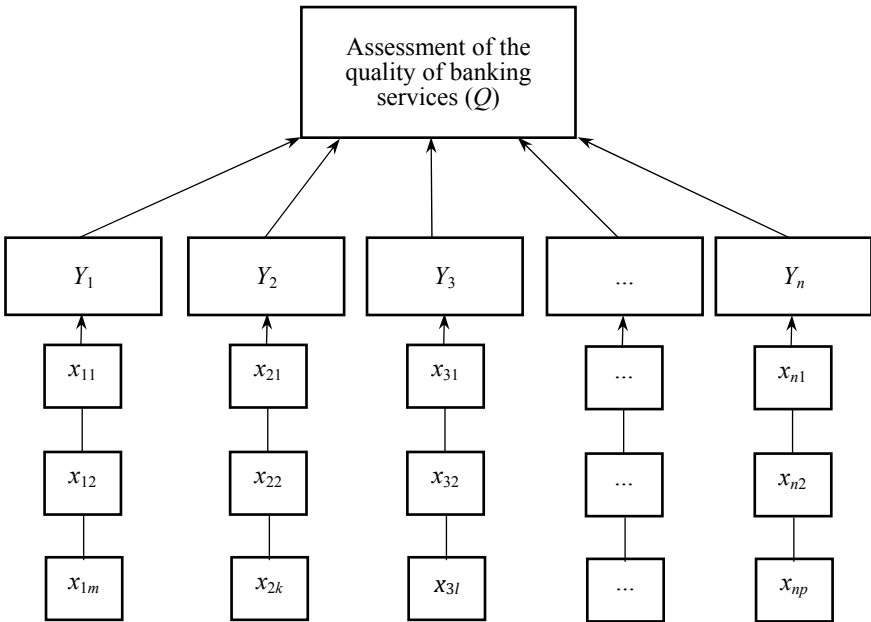 Assessment of the
quality of banking
services (Q)
Y₁ Y₂ Y₃ ... Yₙ
x₁₁ x₂₁ x₃₁ ... xₙ₁
x₁₂ x₂₂ x₃₂ ... xₙ₂
x₁ₘ x₂ₖ x₃ₗ ... xₙₚ